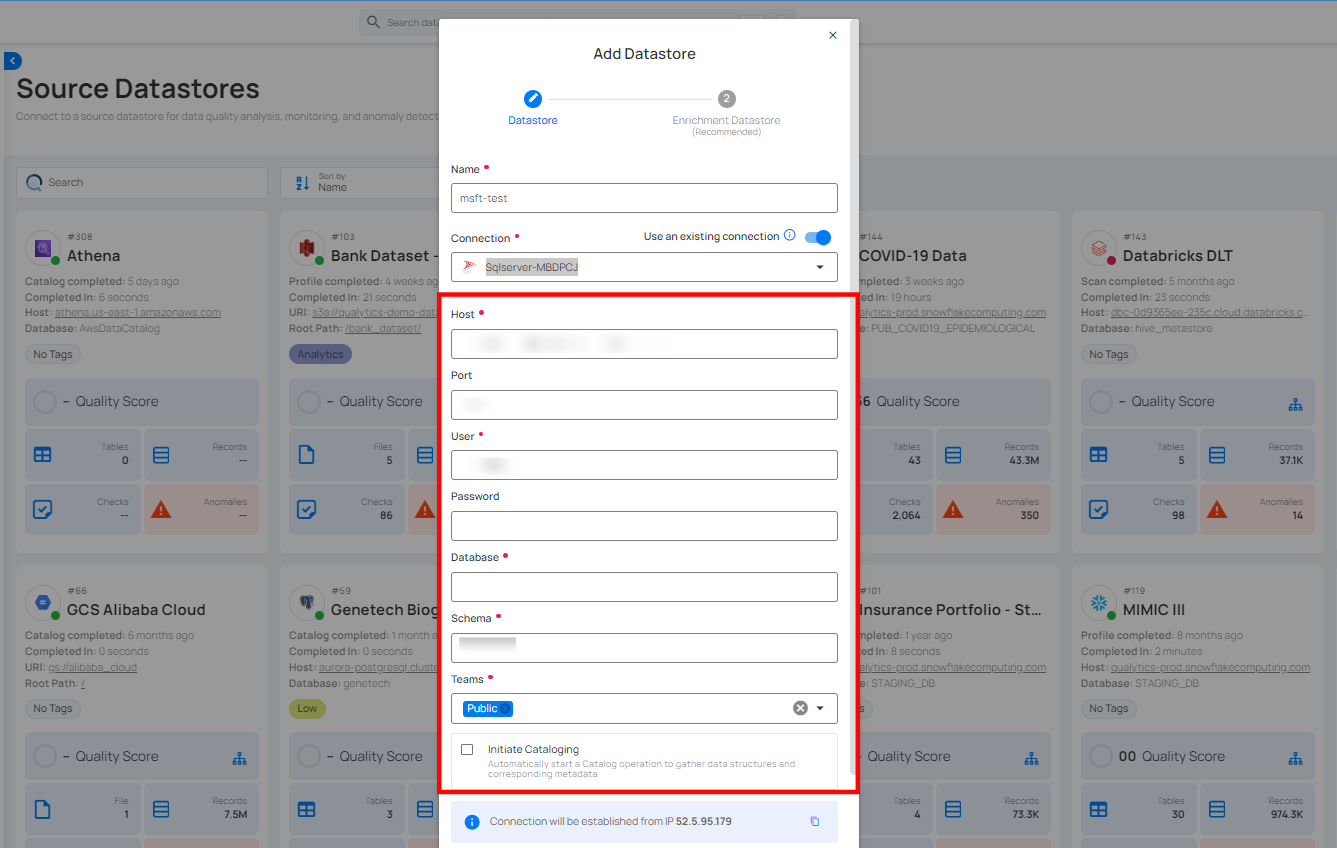 Search data
Source Datastores
Connect to a source datastore for data quality analysis, monitoring, and anomaly detect
Search
Sort by
Name
#308
Athena
Catalog completed: 5 days ago
Completed In: 6 seconds
Host: athena.us-east-1.amazonaws.com
Database: AwsDataCatalog
No Tags
– Quality Score
Tables
0
Records
--
Checks
--
Anomalies
--
#103
Bank Dataset -
Profile completed: 4 weeks ago
Completed In: 21 seconds
URI: s3a://qualytics-demo-data
Root Path: /bank_dataset/
Analytics
– Quality Score
Files
5
Checks
86
Add Datastore
Datastore
2
Enrichment Datastore
(Recommended)
Name
msft-test
Connection
Use an existing connection
Sqlserver-MBDPCJ
Host
Port
User
Password
Database
Schema
Teams
Public
Initiate Cataloging
Automatically start a Catalog operation to gather data structures and
corresponding metadata
Connection will be established from IP 52.5.95.179
#144
COVID-19 Data
ompleted: 3 weeks ago
ed In: 19 hours
alytics-prod.snowflakecomputing.com
e: PUB_COVID19_EPIDEMIOLOGICAL
66 Quality Score
Tables
43
Records
43.3M
Checks
2,064
Anomalies
350
#143
Databricks DLT
Scan completed: 5 months ago
Completed In: 23 seconds
Host: dbc-0d9365ee-235c.cloud.databricks.c...
Database: hive_metastore
No Tags
– Quality Score
Tables
5
Records
37.1K
Checks
98
Anomalies
14
#66
GCS Alibaba Cloud
Catalog completed: 6 months ago
Completed In: 0 seconds
URI: gs://alibaba_cloud
Root Path: /
No Tags
– Quality Score
File
1
Records
7.5M
#59
Genetech Biog
Catalog completed: 1 month a
Completed In: 0 seconds
Host: aurora-postgresql.cluste
Database: genetech
Low
– Quality Score
Tables
3
#101
Insurance Portfolio - St...
mpleted: 1 year ago
ed In: 8 seconds
alytics-prod.snowflakecomputing.com
e: STAGING_DB
s
Quality Score
Tables
4
Records
73.3K
#119
MIMIC III
Profile completed: 8 months ago
Completed In: 2 minutes
Host: qualytics-prod.snowflakecomputing.com
Database: STAGING_DB
No Tags
00 Quality Score
Tables
30
Records
974.3K